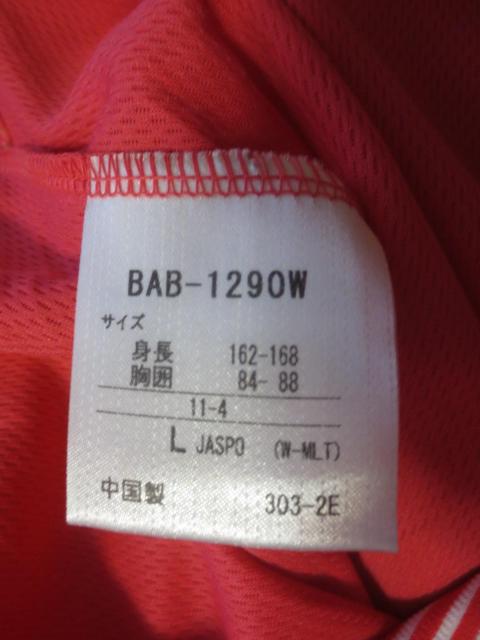 BAB-1290W
サイズ
身長 162-168
胸囲 84- 88
11-4
L JASPO (W-MLT)
中国製 303-2E